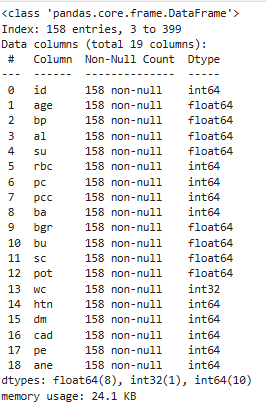 <class 'pandas.core.frame.DataFrame'>
Index: 158 entries, 3 to 399
Data columns (total 19 columns):
 #   Column  Non-Null Count  Dtype
---  ------  --------------  -----
 0   id      158 non-null    int64
 1   age     158 non-null    float64
 2   bp      158 non-null    float64
 3   al      158 non-null    float64
 4   su      158 non-null    float64
 5   rbc     158 non-null    int64
 6   pc      158 non-null    int64
 7   pcc     158 non-null    int64
 8   ba      158 non-null    int64
 9   bgr     158 non-null    float64
 10  bu      158 non-null    float64
 11  sc      158 non-null    float64
 12  pot     158 non-null    float64
 13  wc      158 non-null    int32
 14  htn     158 non-null    int64
 15  dm      158 non-null    int64
 16  cad     158 non-null    int64
 17  pe      158 non-null    int64
 18  ane     158 non-null    int64
dtypes: float64(8), int32(1), int64(10)
memory usage: 24.1 KB